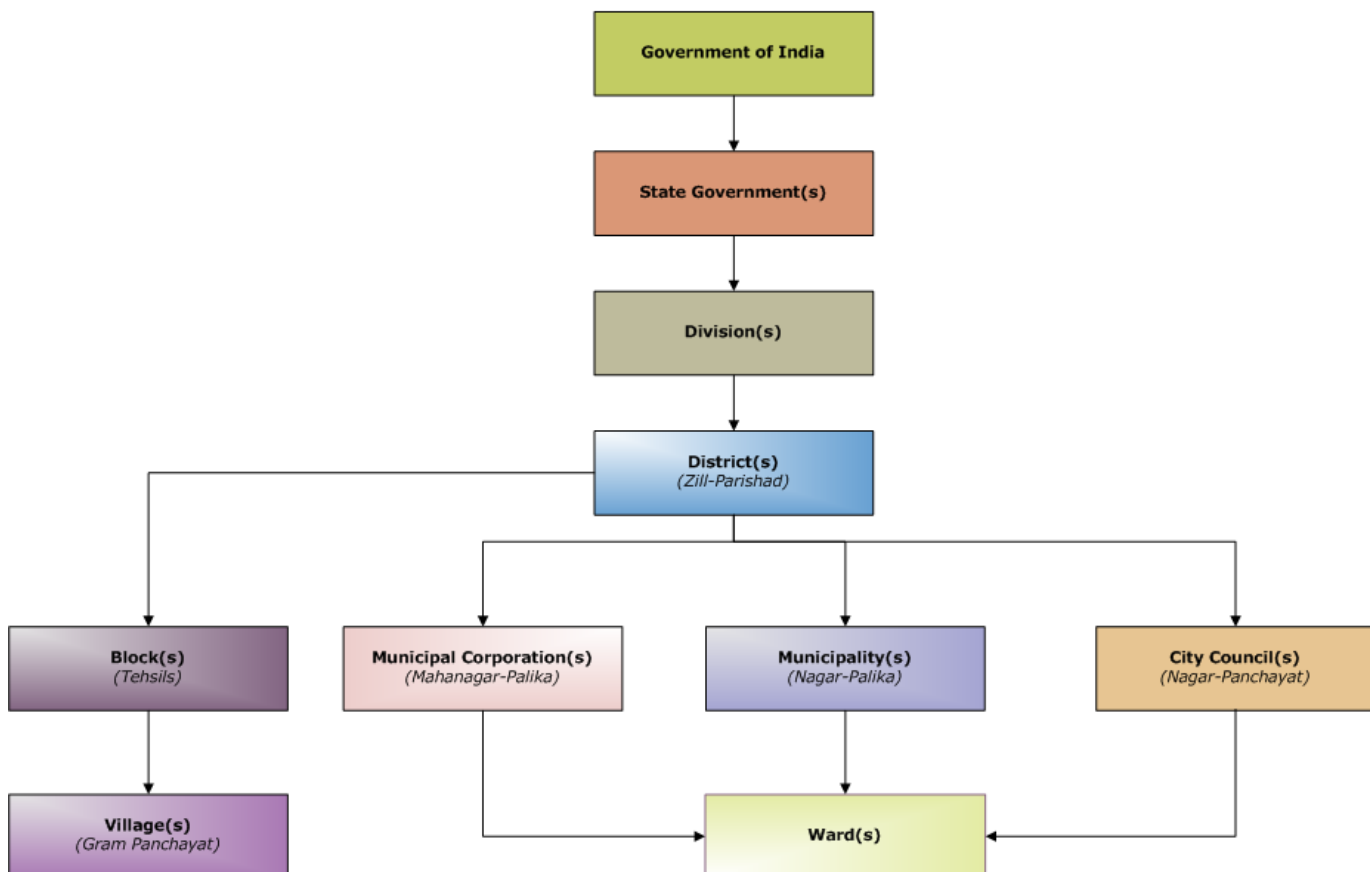 Government of India
State Government(s)
Division(s)
District(s)
(Zill-Parishad)
Block(s)
(Tehsils)
Municipal Corporation(s)
(Mahanagar-Palika)
Municipality(s)
(Nagar-Palika)
City Council(s)
(Nagar-Panchayat)
Village(s)
(Gram Panchayat)
Ward(s)